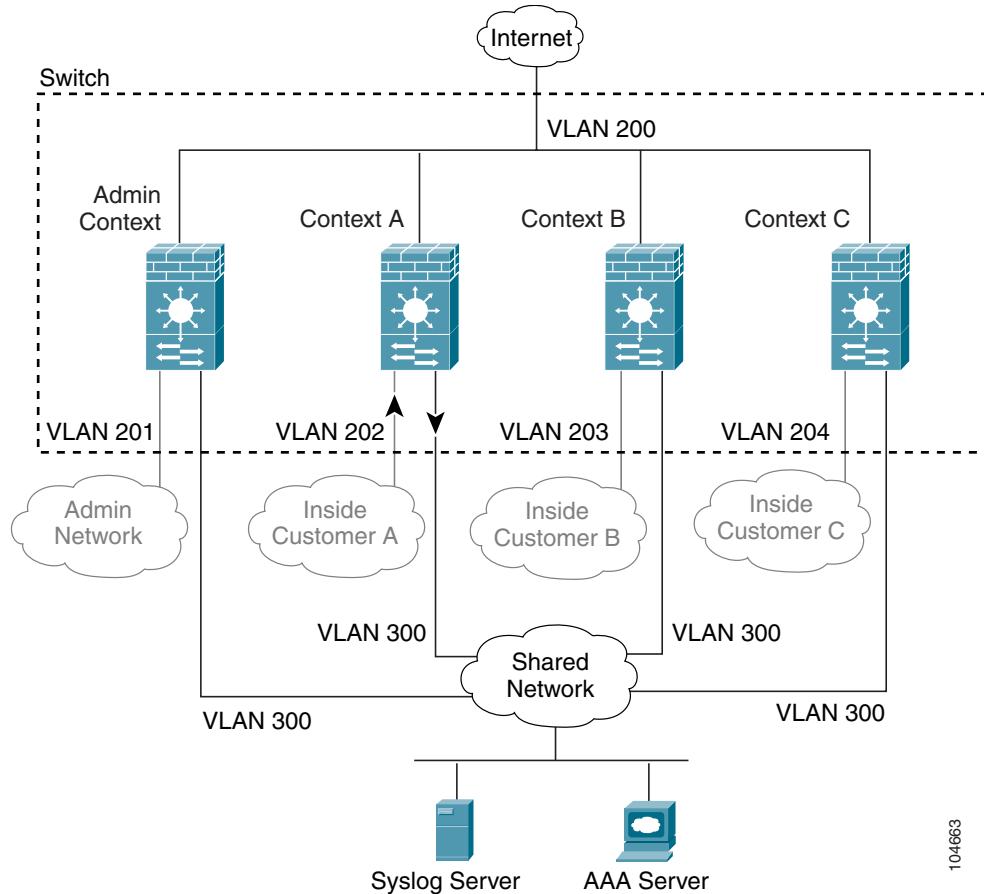 Internet
Switch
VLAN 200
Admin
Context
Context A
Context B
Context C
VLAN 201
VLAN 202
VLAN 203
VLAN 204
Admin
Network
Inside
Customer A
Inside
Customer B
Inside
Customer C
VLAN 300
VLAN 300
Shared
Network
VLAN 300
VLAN 300
Syslog Server
AAA Server
104663